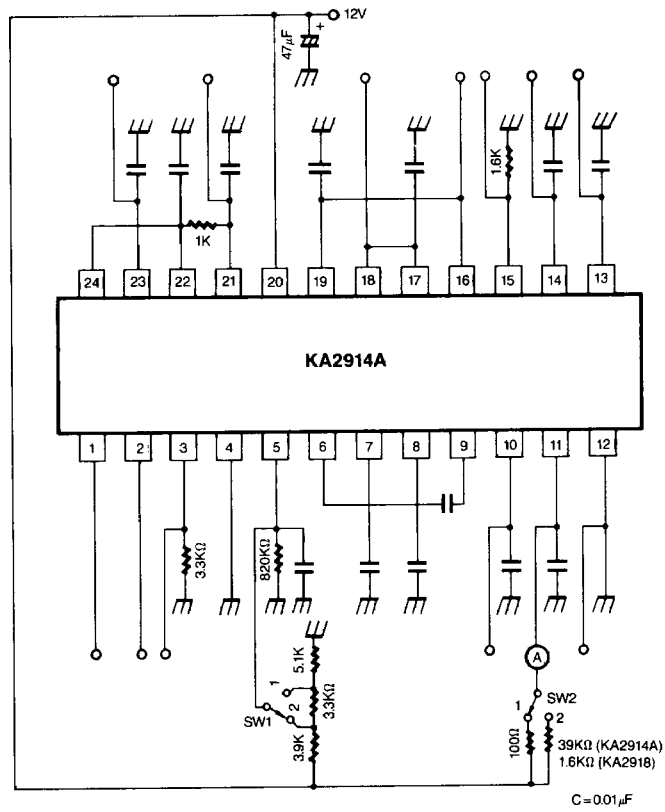 12V
+
47µF
1.6K
1K
24 23 22 21 20 19 18 17 16 15 14 13
KA2914A
1 2 3 4 5 6 7 8 9 10 11 12
3.3KΩ
820KΩ
5.1K
A
1
3.3KΩ
SW1
2
3.9K
SW2
1
2
100Ω
39KΩ (KA2914A)
1.6KΩ (KA2918)
C=0.01µF